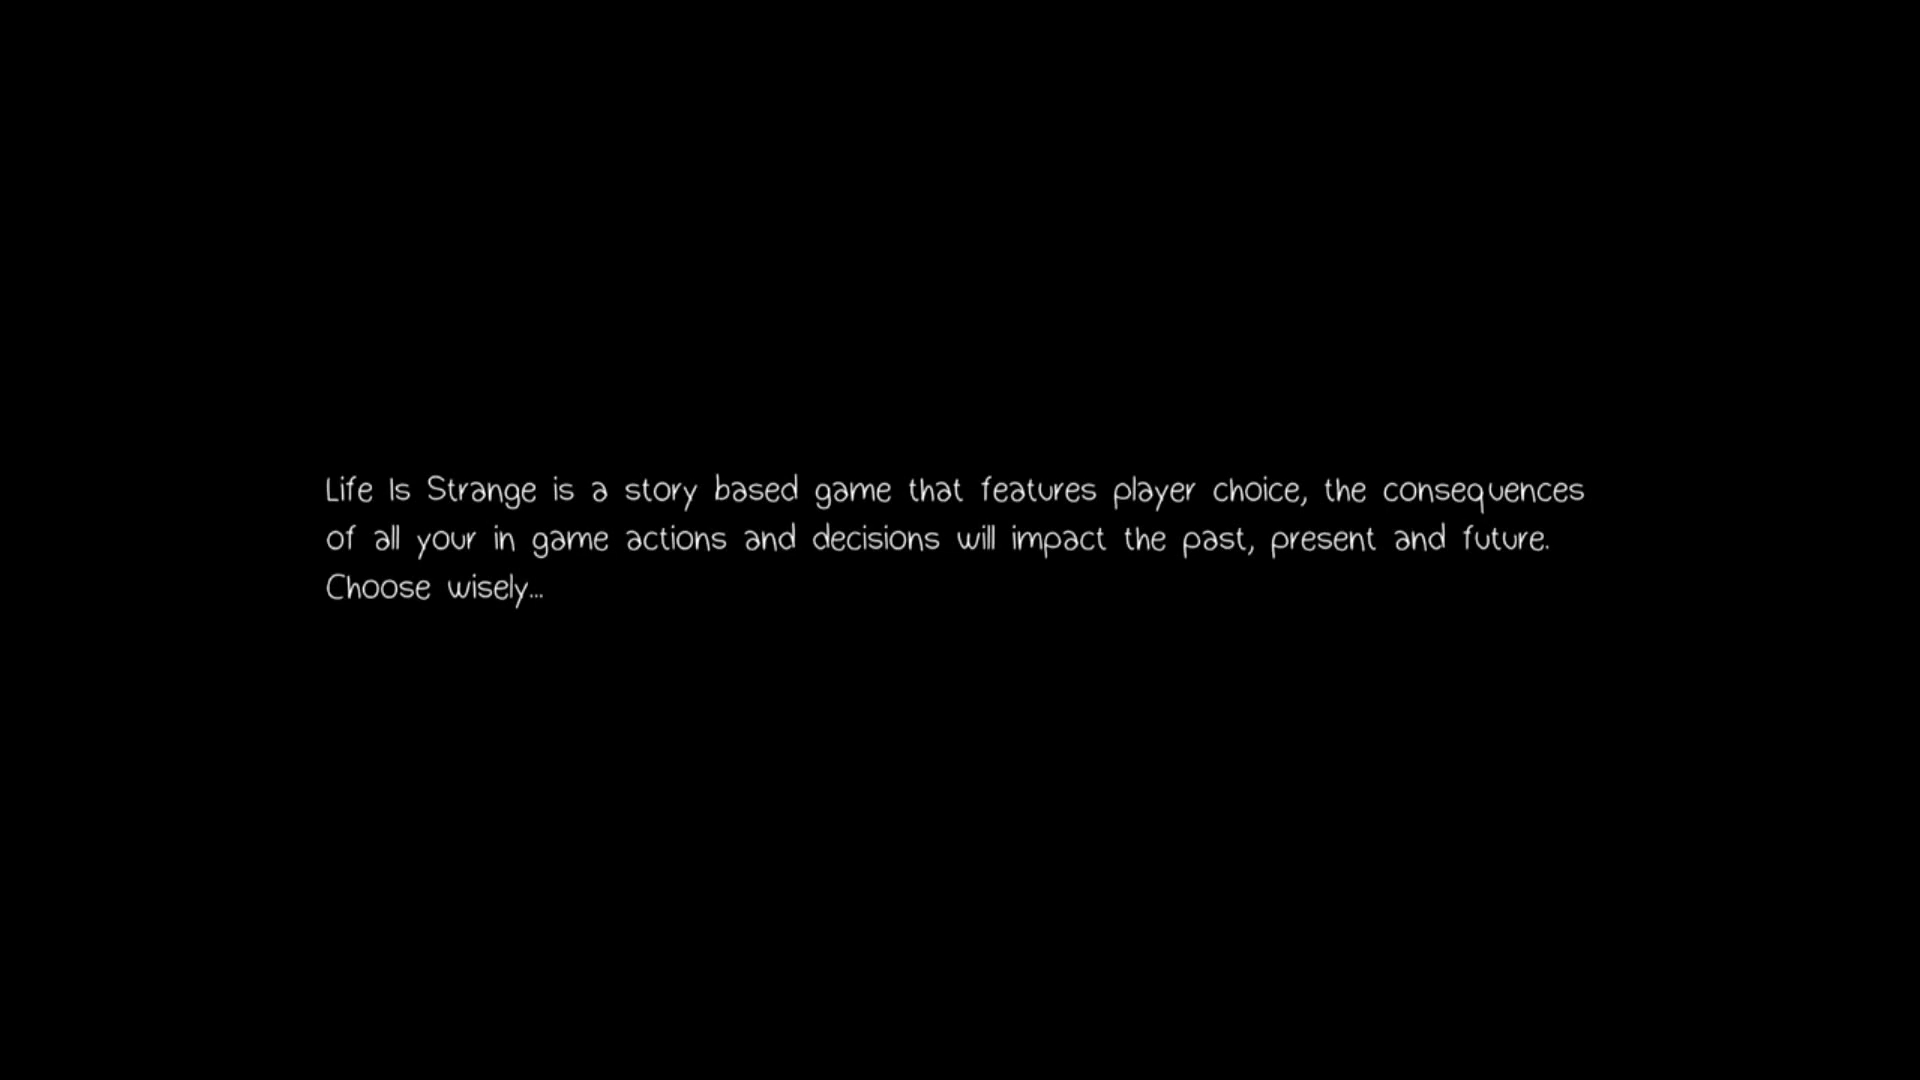 Life Is Strange is a story based game that features player choice, the consequences
of all your in game actions and decisions will impact the past, present and future.
Choose wisely...